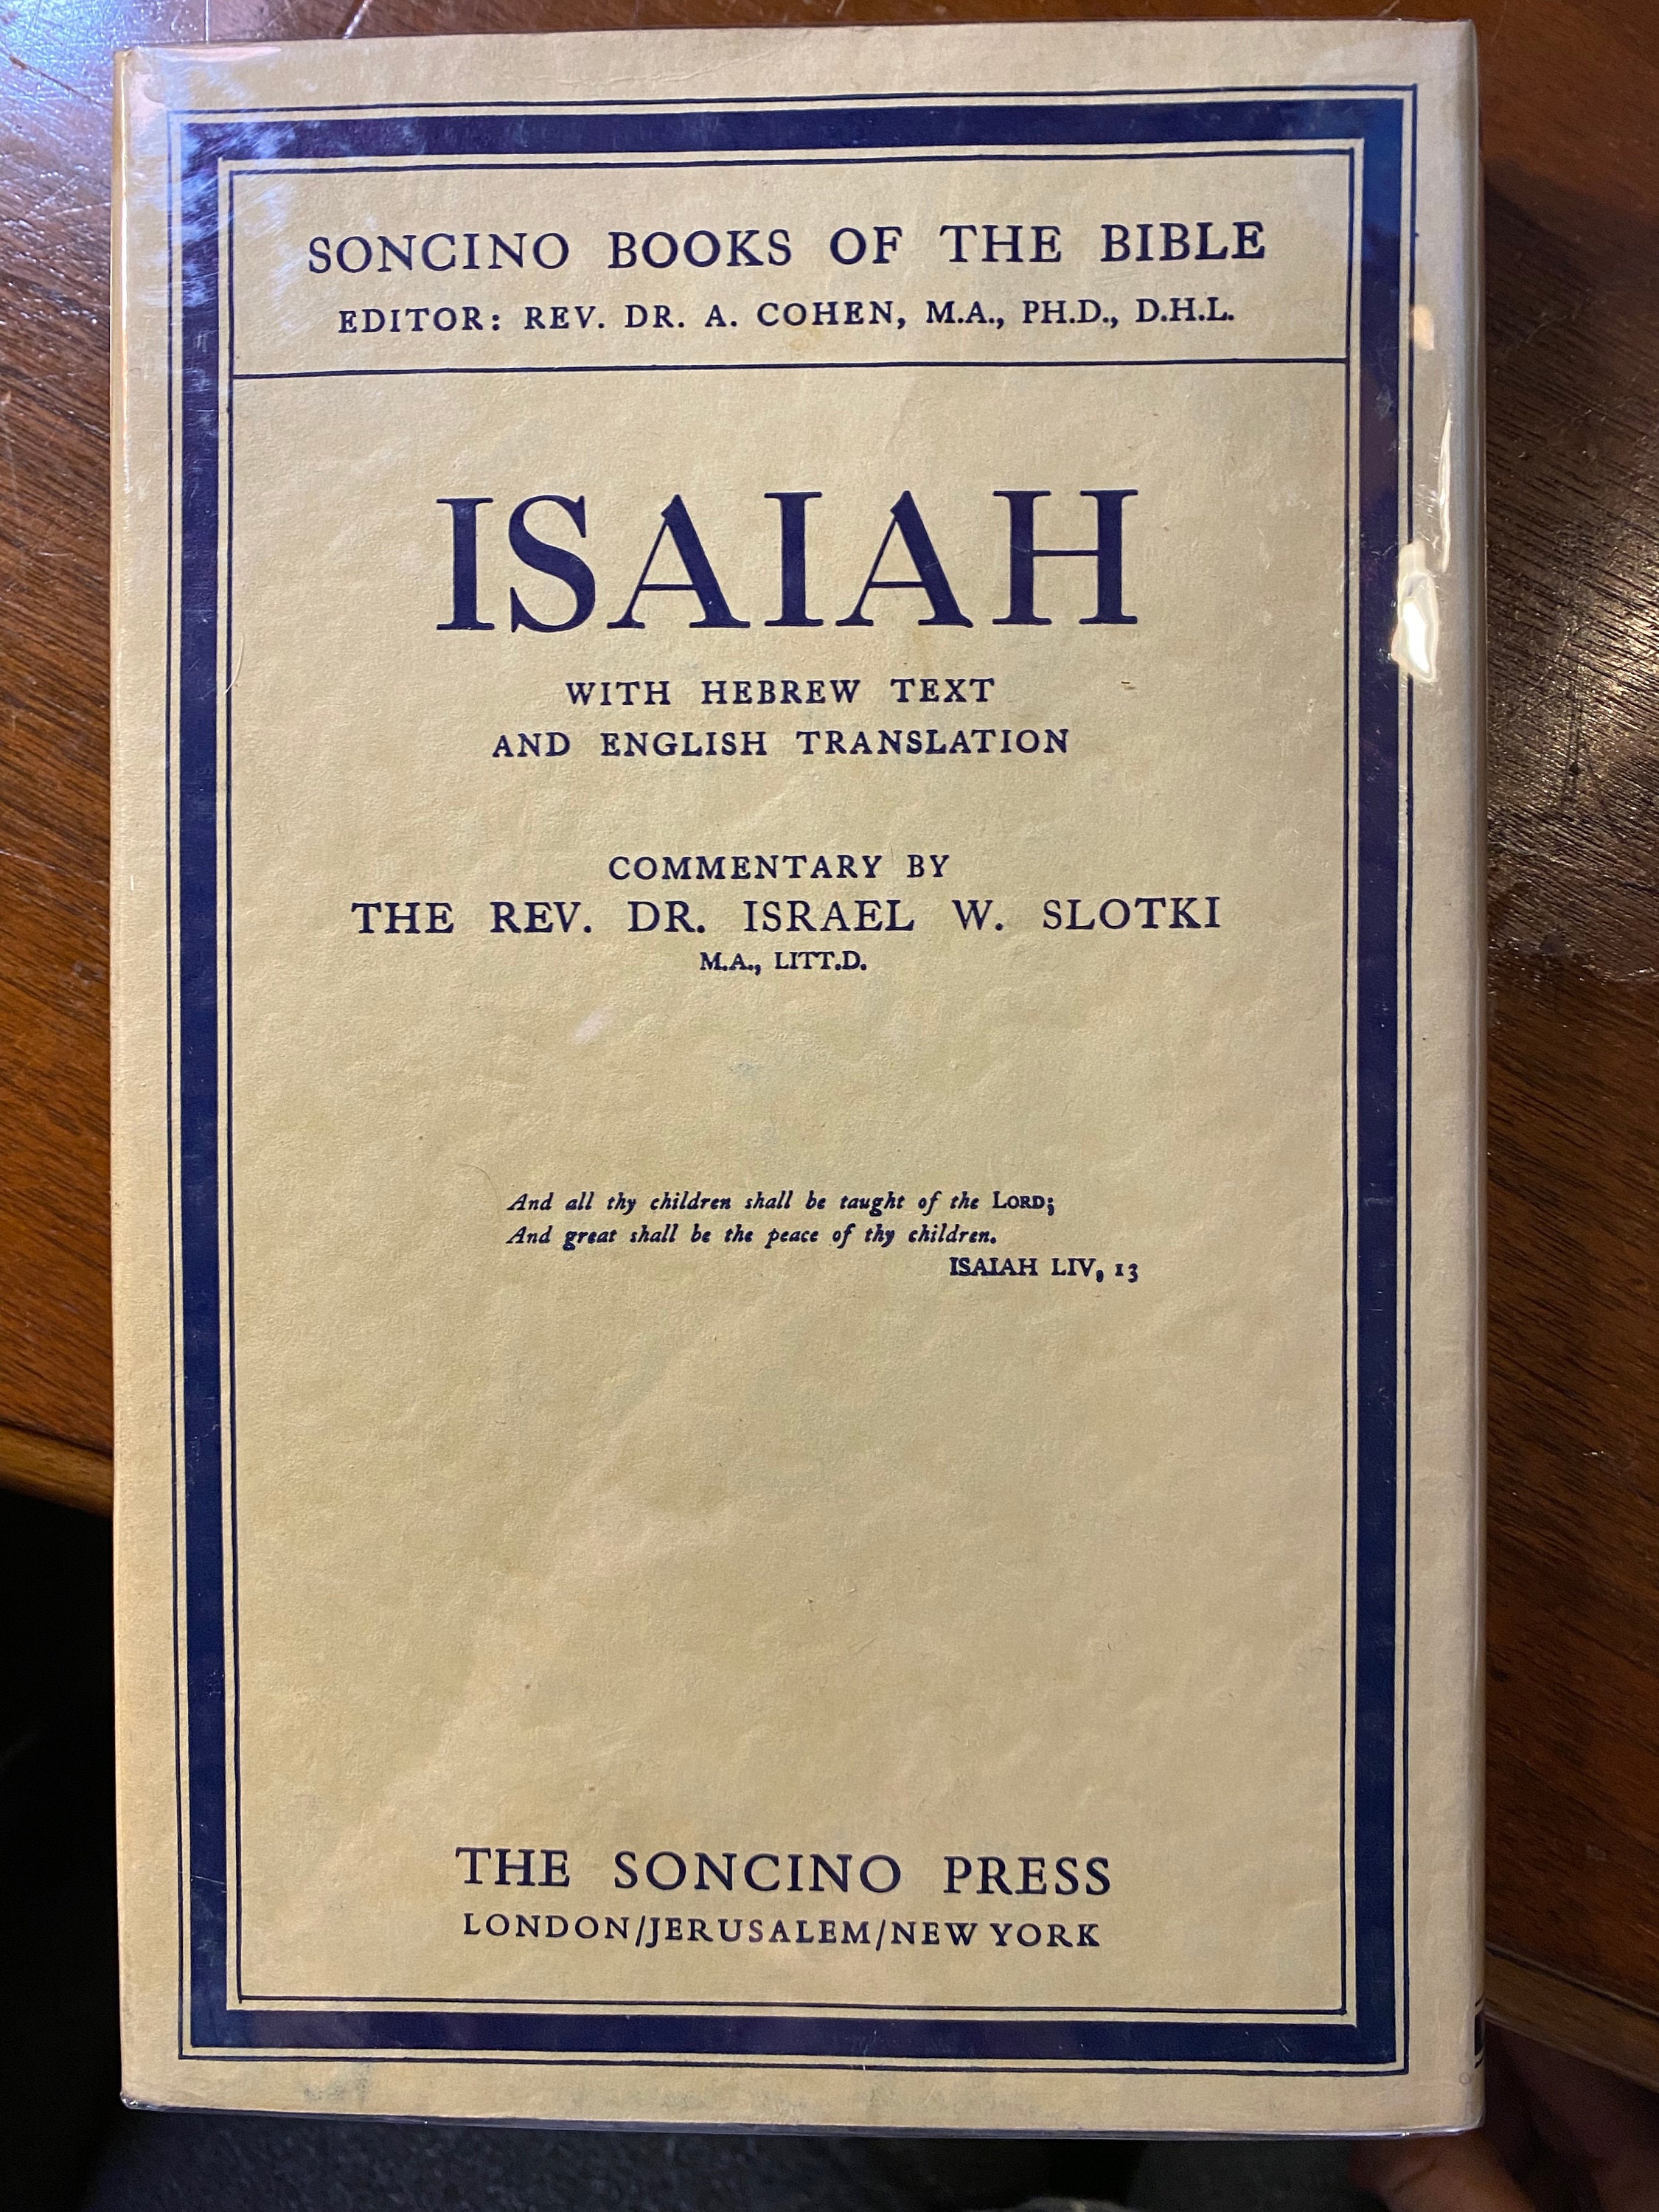 SONCINO BOOKS OF THE BIBLE
EDITOR: REV. DR. A. COHEN, M.A., PH.D., D.H.L.
ISAIAH
WITH HEBREW TEXT
AND ENGLISH TRANSLATION
COMMENTARY BY
THE REV. DR. ISRAEL W. SLOTKI
M.A., LITT.D.
And all thy children shall be taught of the LORD;
And great shall be the peace of thy children.
ISAIAH LIV, 13
THE SONCINO PRESS
LONDON/JERUSALEM/NEW YORK